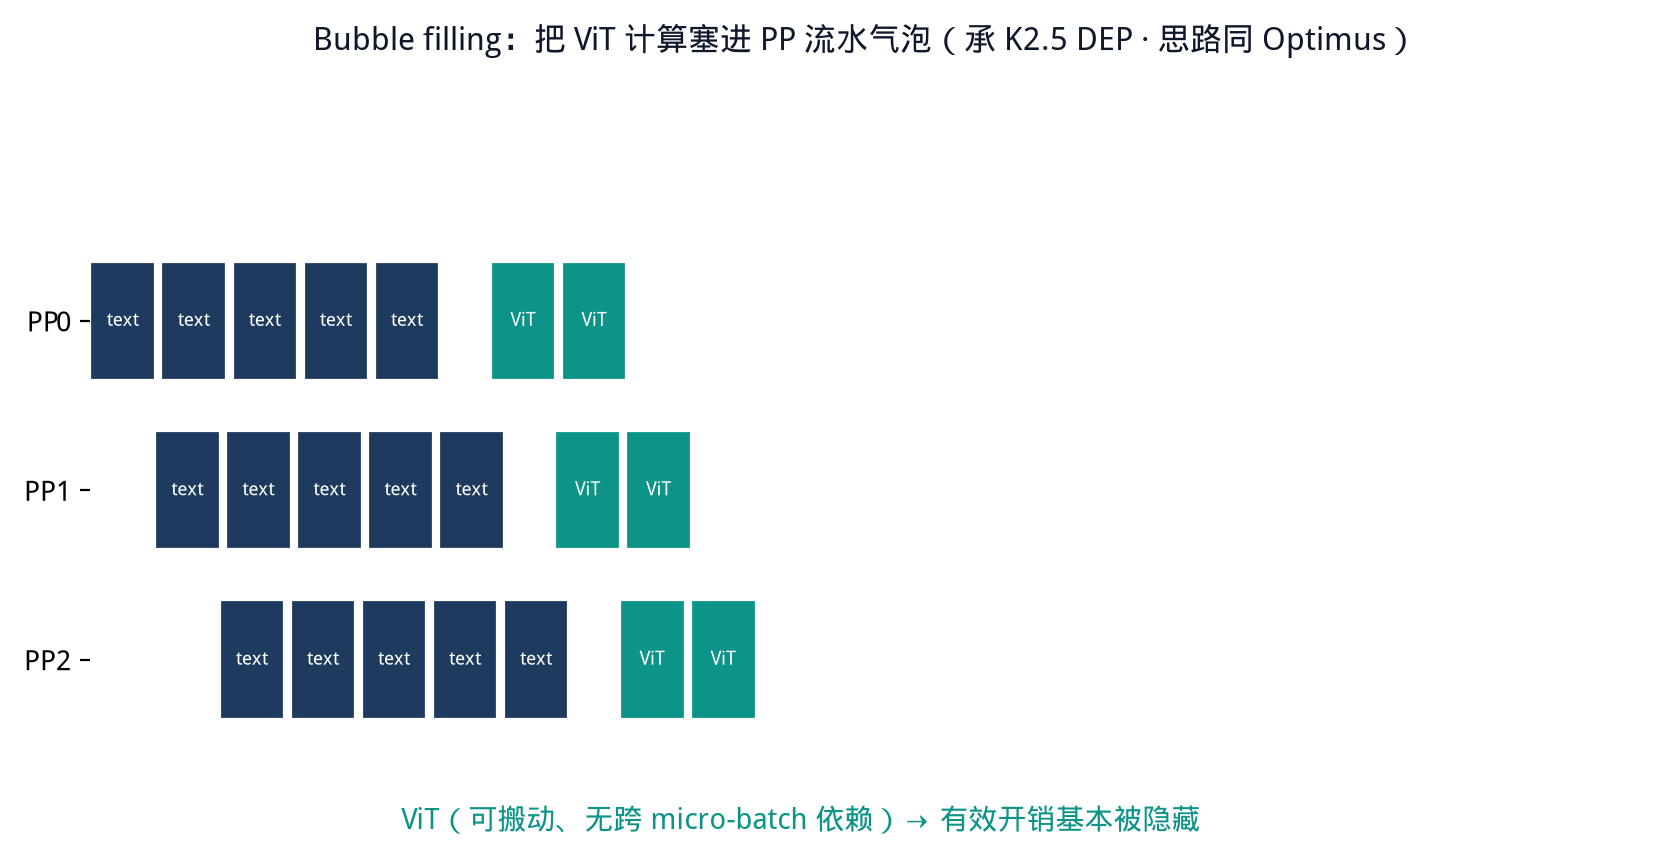 Bubble filling：把 ViT 计算塞进 PP 流水气泡（承 K2.5 DEP · 思路同 Optimus）
PP0 text text text text text ViT ViT
PP1 text text text text text ViT ViT
PP2 text text text text text ViT ViT
ViT（可搬动、无跨 micro-batch 依赖）→ 有效开销基本被隐藏